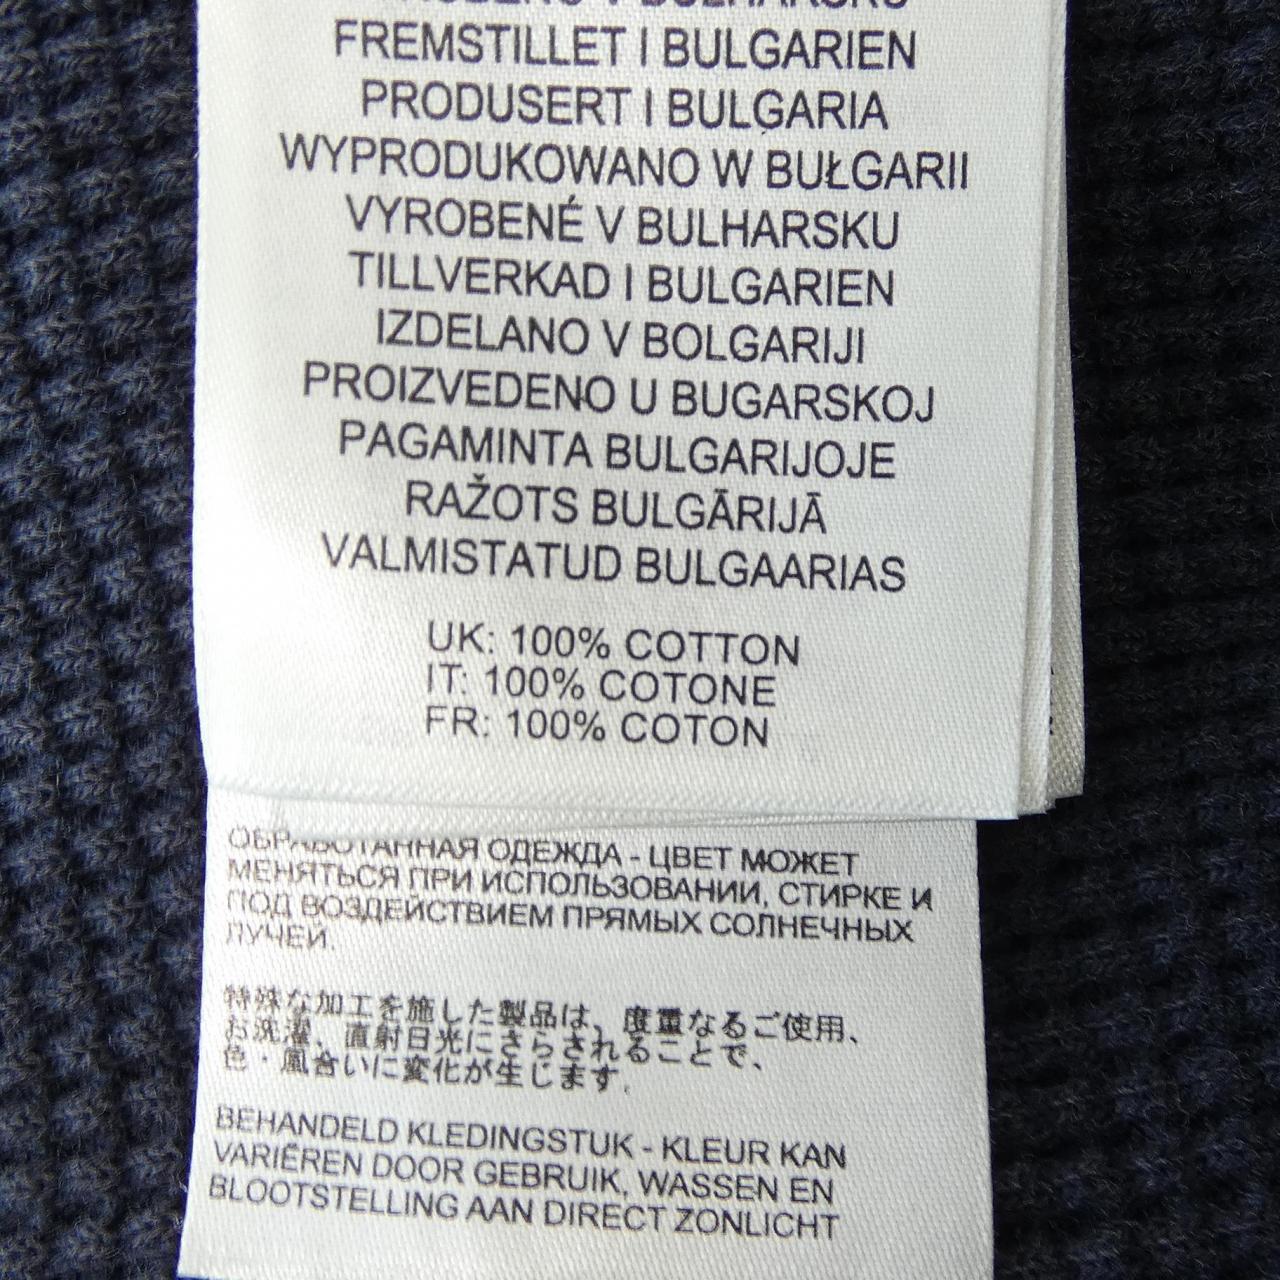 V BULHARSKU
FREMSTILLET I BULGARIEN
PRODUSERT I BULGARIA
WYPRODUKOWANO W BUŁGARII
VYROBENÉ V BULHARSKU
TILLVERKAD I BULGARIEN
IZDELANO V BOLGARIJI
PROIZVEDENO U BUGARSKOJ
PAGAMINTA BULGARIJOJE
RAŽOTS BULGĀRIJĀ
VALMISTATUD BULGAARIAS
UK: 100% COTTON
IT: 100% COTONE
FR: 100% COTON
ОБРАБОТАННАЯ ОДЕЖДА - ЦВЕТ МОЖЕТ
МЕНЯТЬСЯ ПРИ ИСПОЛЬЗОВАНИИ, СТИРКЕ И
ПОД ВОЗДЕЙСТВИЕМ ПРЯМЫХ СОЛНЕЧНЫХ
ЛУЧЕЙ.
特殊な加工を施した製品は、度重なるご使用、
お洗濯、直射日光にさらされることで、
色・風合いに変化が生じます。
BEHANDELD KLEDINGSTUK - KLEUR KAN
VARIËREN DOOR GEBRUIK, WASSEN EN
BLOOTSTELLING AAN DIRECT ZONLICHT